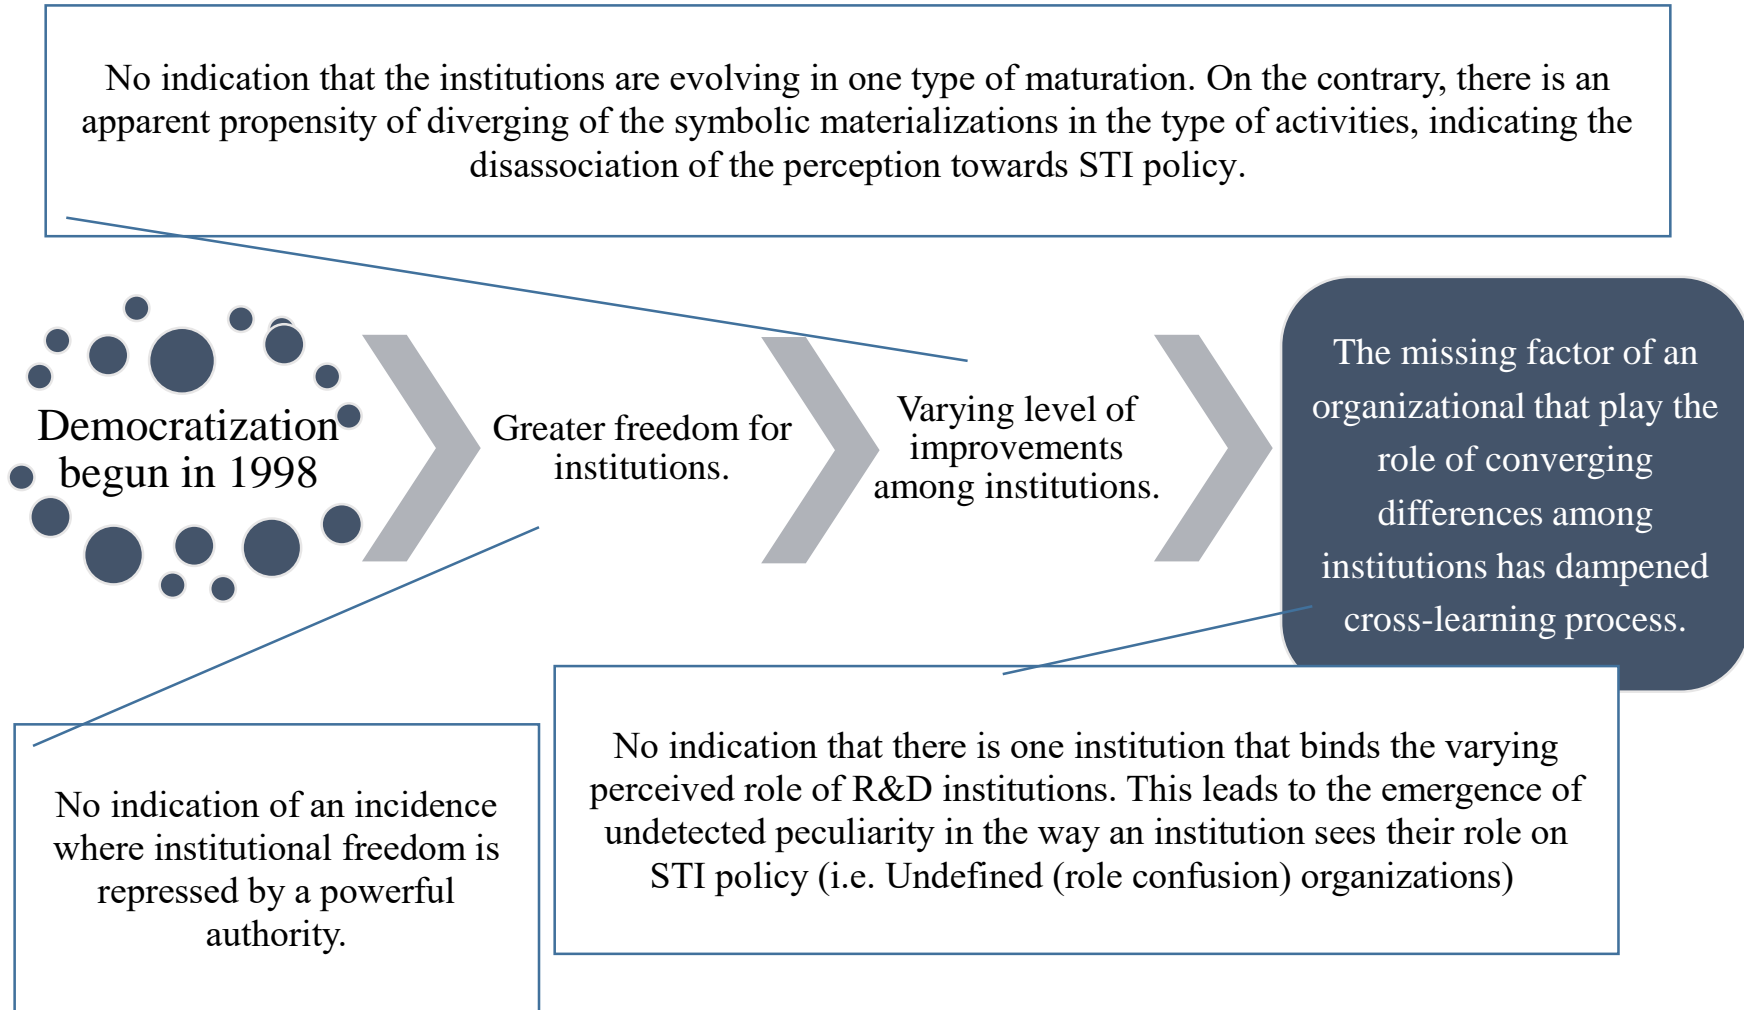 No indication that the institutions are evolving in one type of maturation. On the contrary, there is an
apparent propensity of diverging of the symbolic materializations in the type of activities, indicating the
disassociation of the perception towards STI policy.
Democratization
begun in 1998
Greater freedom for
institutions.
Varying level of
improvements
among institutions.
The missing factor of an
organizational that play the
role of converging
differences among
institutions has dampened
cross-learning process.
No indication of an incidence
where institutional freedom is
repressed by a powerful
authority.
No indication that there is one institution that binds the varying
perceived role of R&D institutions. This leads to the emergence of
undetected peculiarity in the way an institution sees their role on
STI policy (i.e. Undefined (role confusion) organizations)